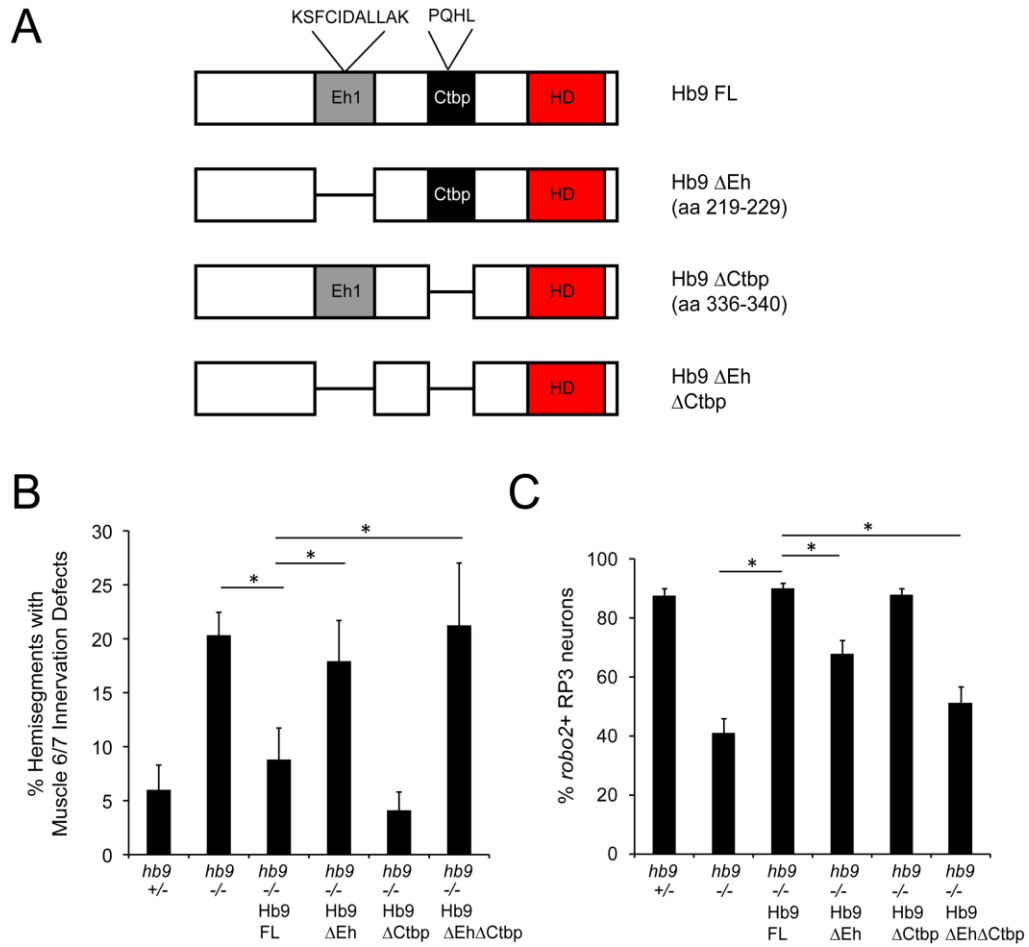 A
KSFCIDALLAK PQHL
Eh1 Ctbp HD Hb9 FL
Ctbp HD Hb9 ΔEh
(aa 219-229)
Eh1 HD Hb9 ΔCtbp
(aa 336-340)
HD Hb9 ΔEh
ΔCtbp
B
% Hemisegments with
Muscle 6/7 Innervation Defects
30
25
20
15
10
5
0
* * *
hb9 hb9 hb9 hb9 hb9 hb9
+/- -/- -/- -/- -/- -/-
Hb9 Hb9 Hb9 Hb9
FL ΔEh ΔCtbp ΔEhΔCtbp
C
% robo2+ RP3 neurons
100
80
60
40
20
0
* * *
hb9 hb9 hb9 hb9 hb9 hb9
+/- -/- -/- -/- -/- -/-
Hb9 Hb9 Hb9 Hb9
FL ΔEh ΔCtbp ΔEhΔCtbp